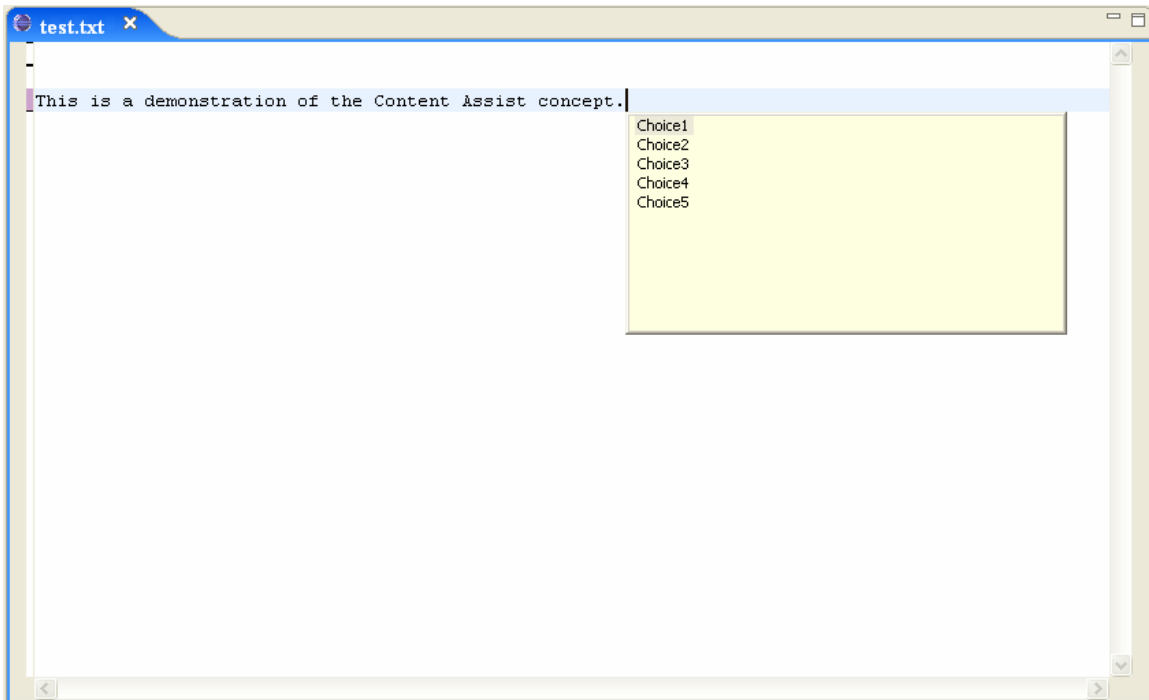 test.txt
This is a demonstration of the Content Assist concept.
Choice1
Choice2
Choice3
Choice4
Choice5